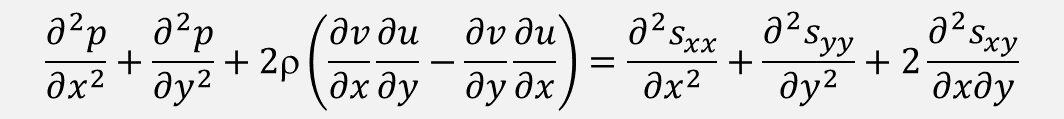 ∂²p/∂x² + ∂²p/∂y² + 2ρ (∂v/∂x ∂u/∂y − ∂v/∂y ∂u/∂x) = ∂²s_xx/∂x² + ∂²s_yy/∂y² + 2 ∂²s_xy/∂x∂y